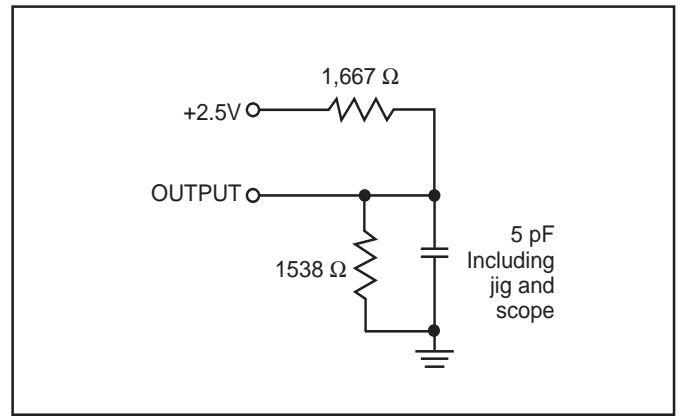 1,667 Ω
+2.5V
OUTPUT
1538 Ω
5 pF
Including
jig and
scope